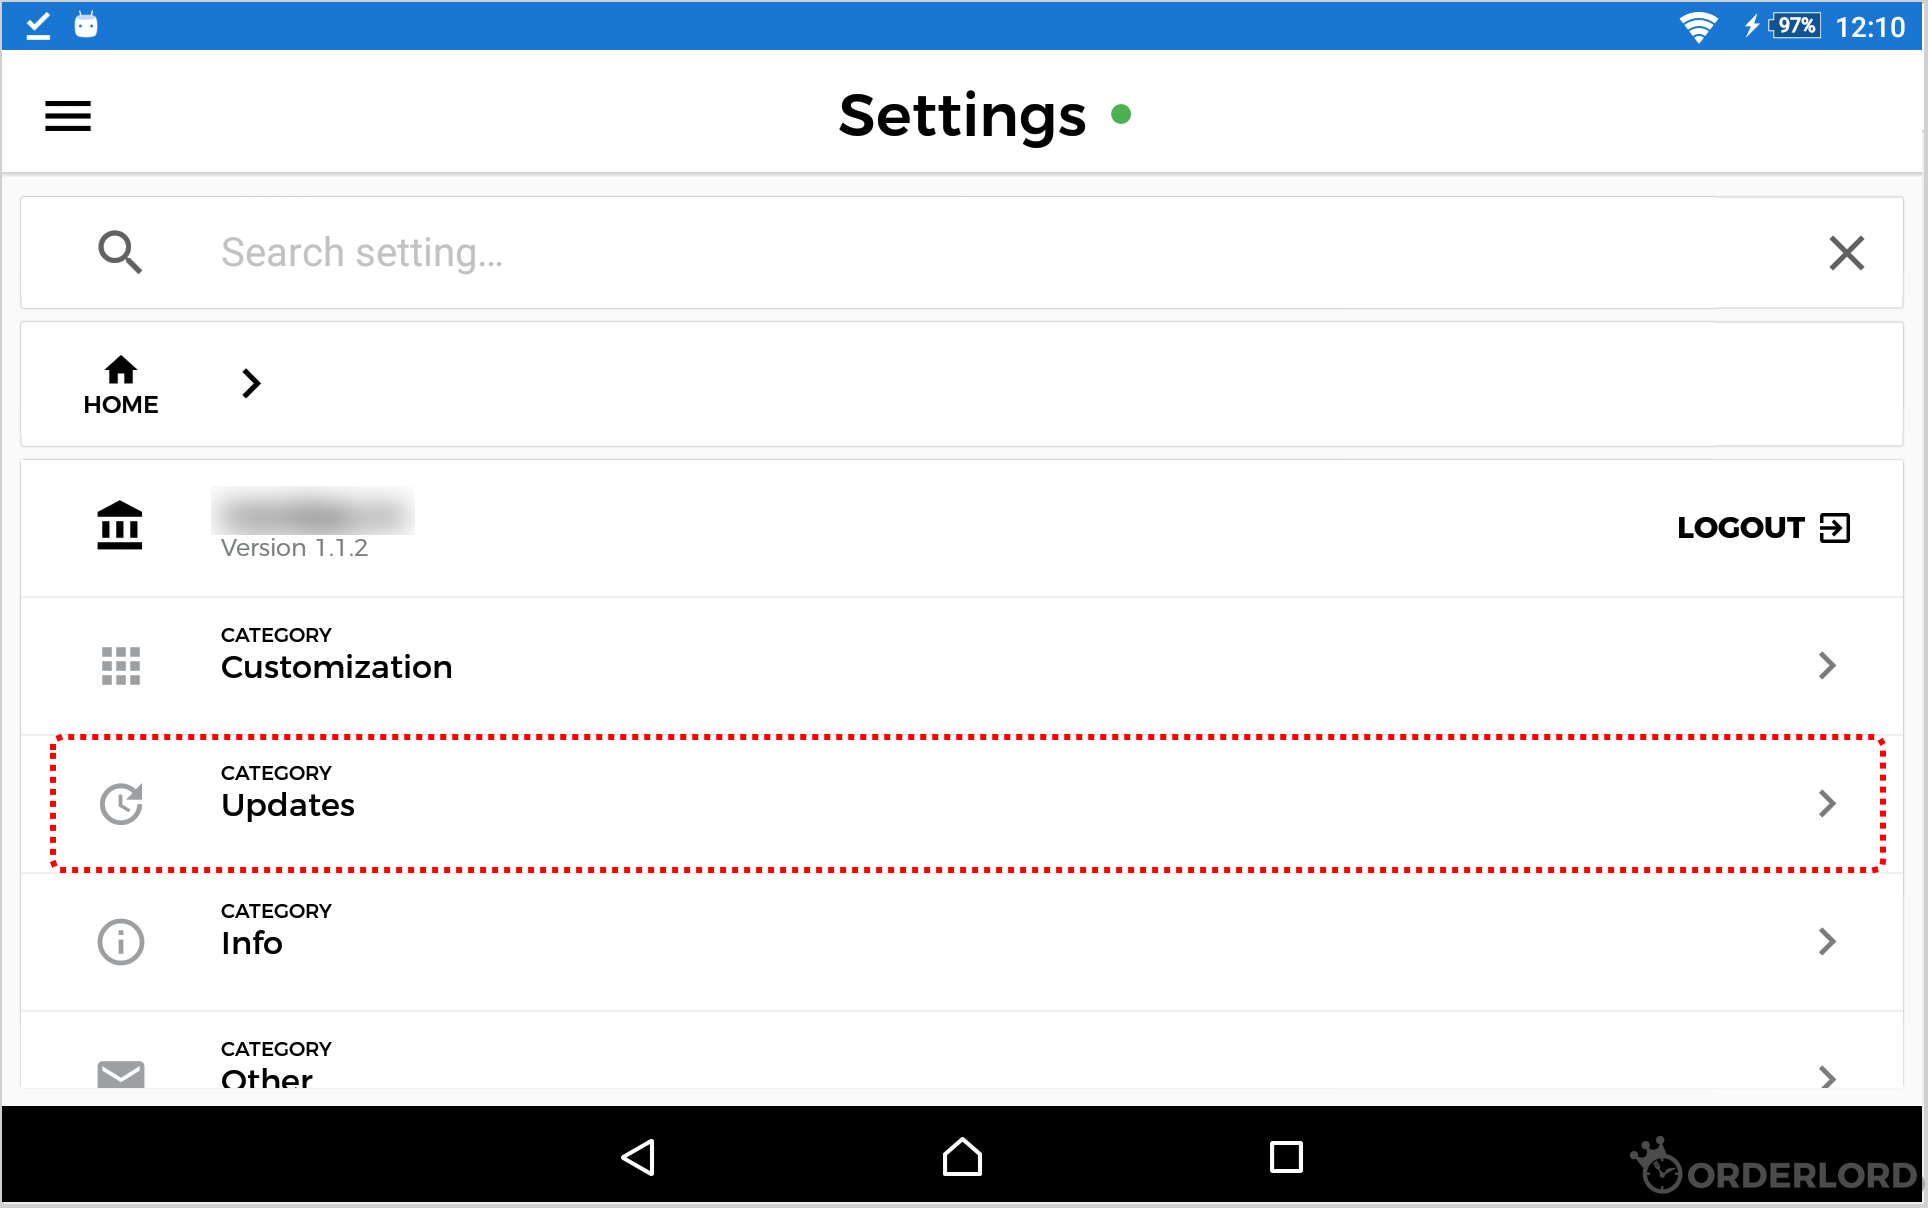 97% 12:10
Settings
Search setting...
HOME
Version 1.1.2
LOGOUT
CATEGORY
Customization
CATEGORY
Updates
CATEGORY
Info
CATEGORY
Other
ORDERLORD